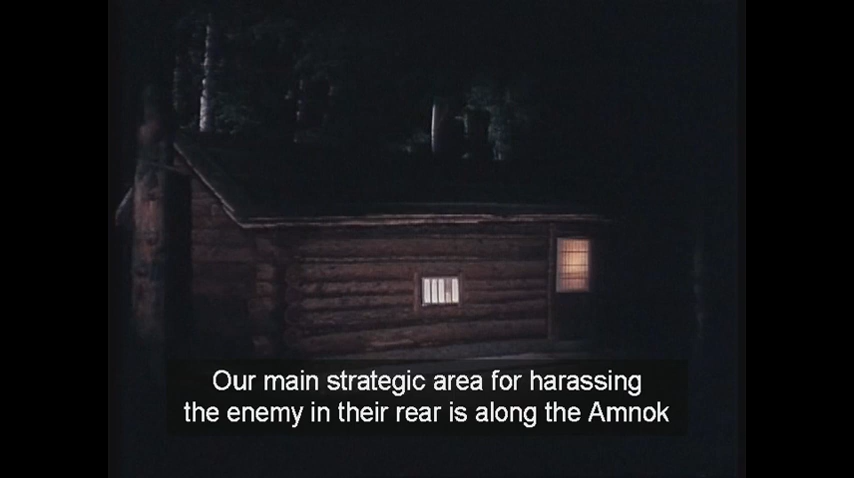 Our main strategic area for harassing
the enemy in their rear is along the Amnok